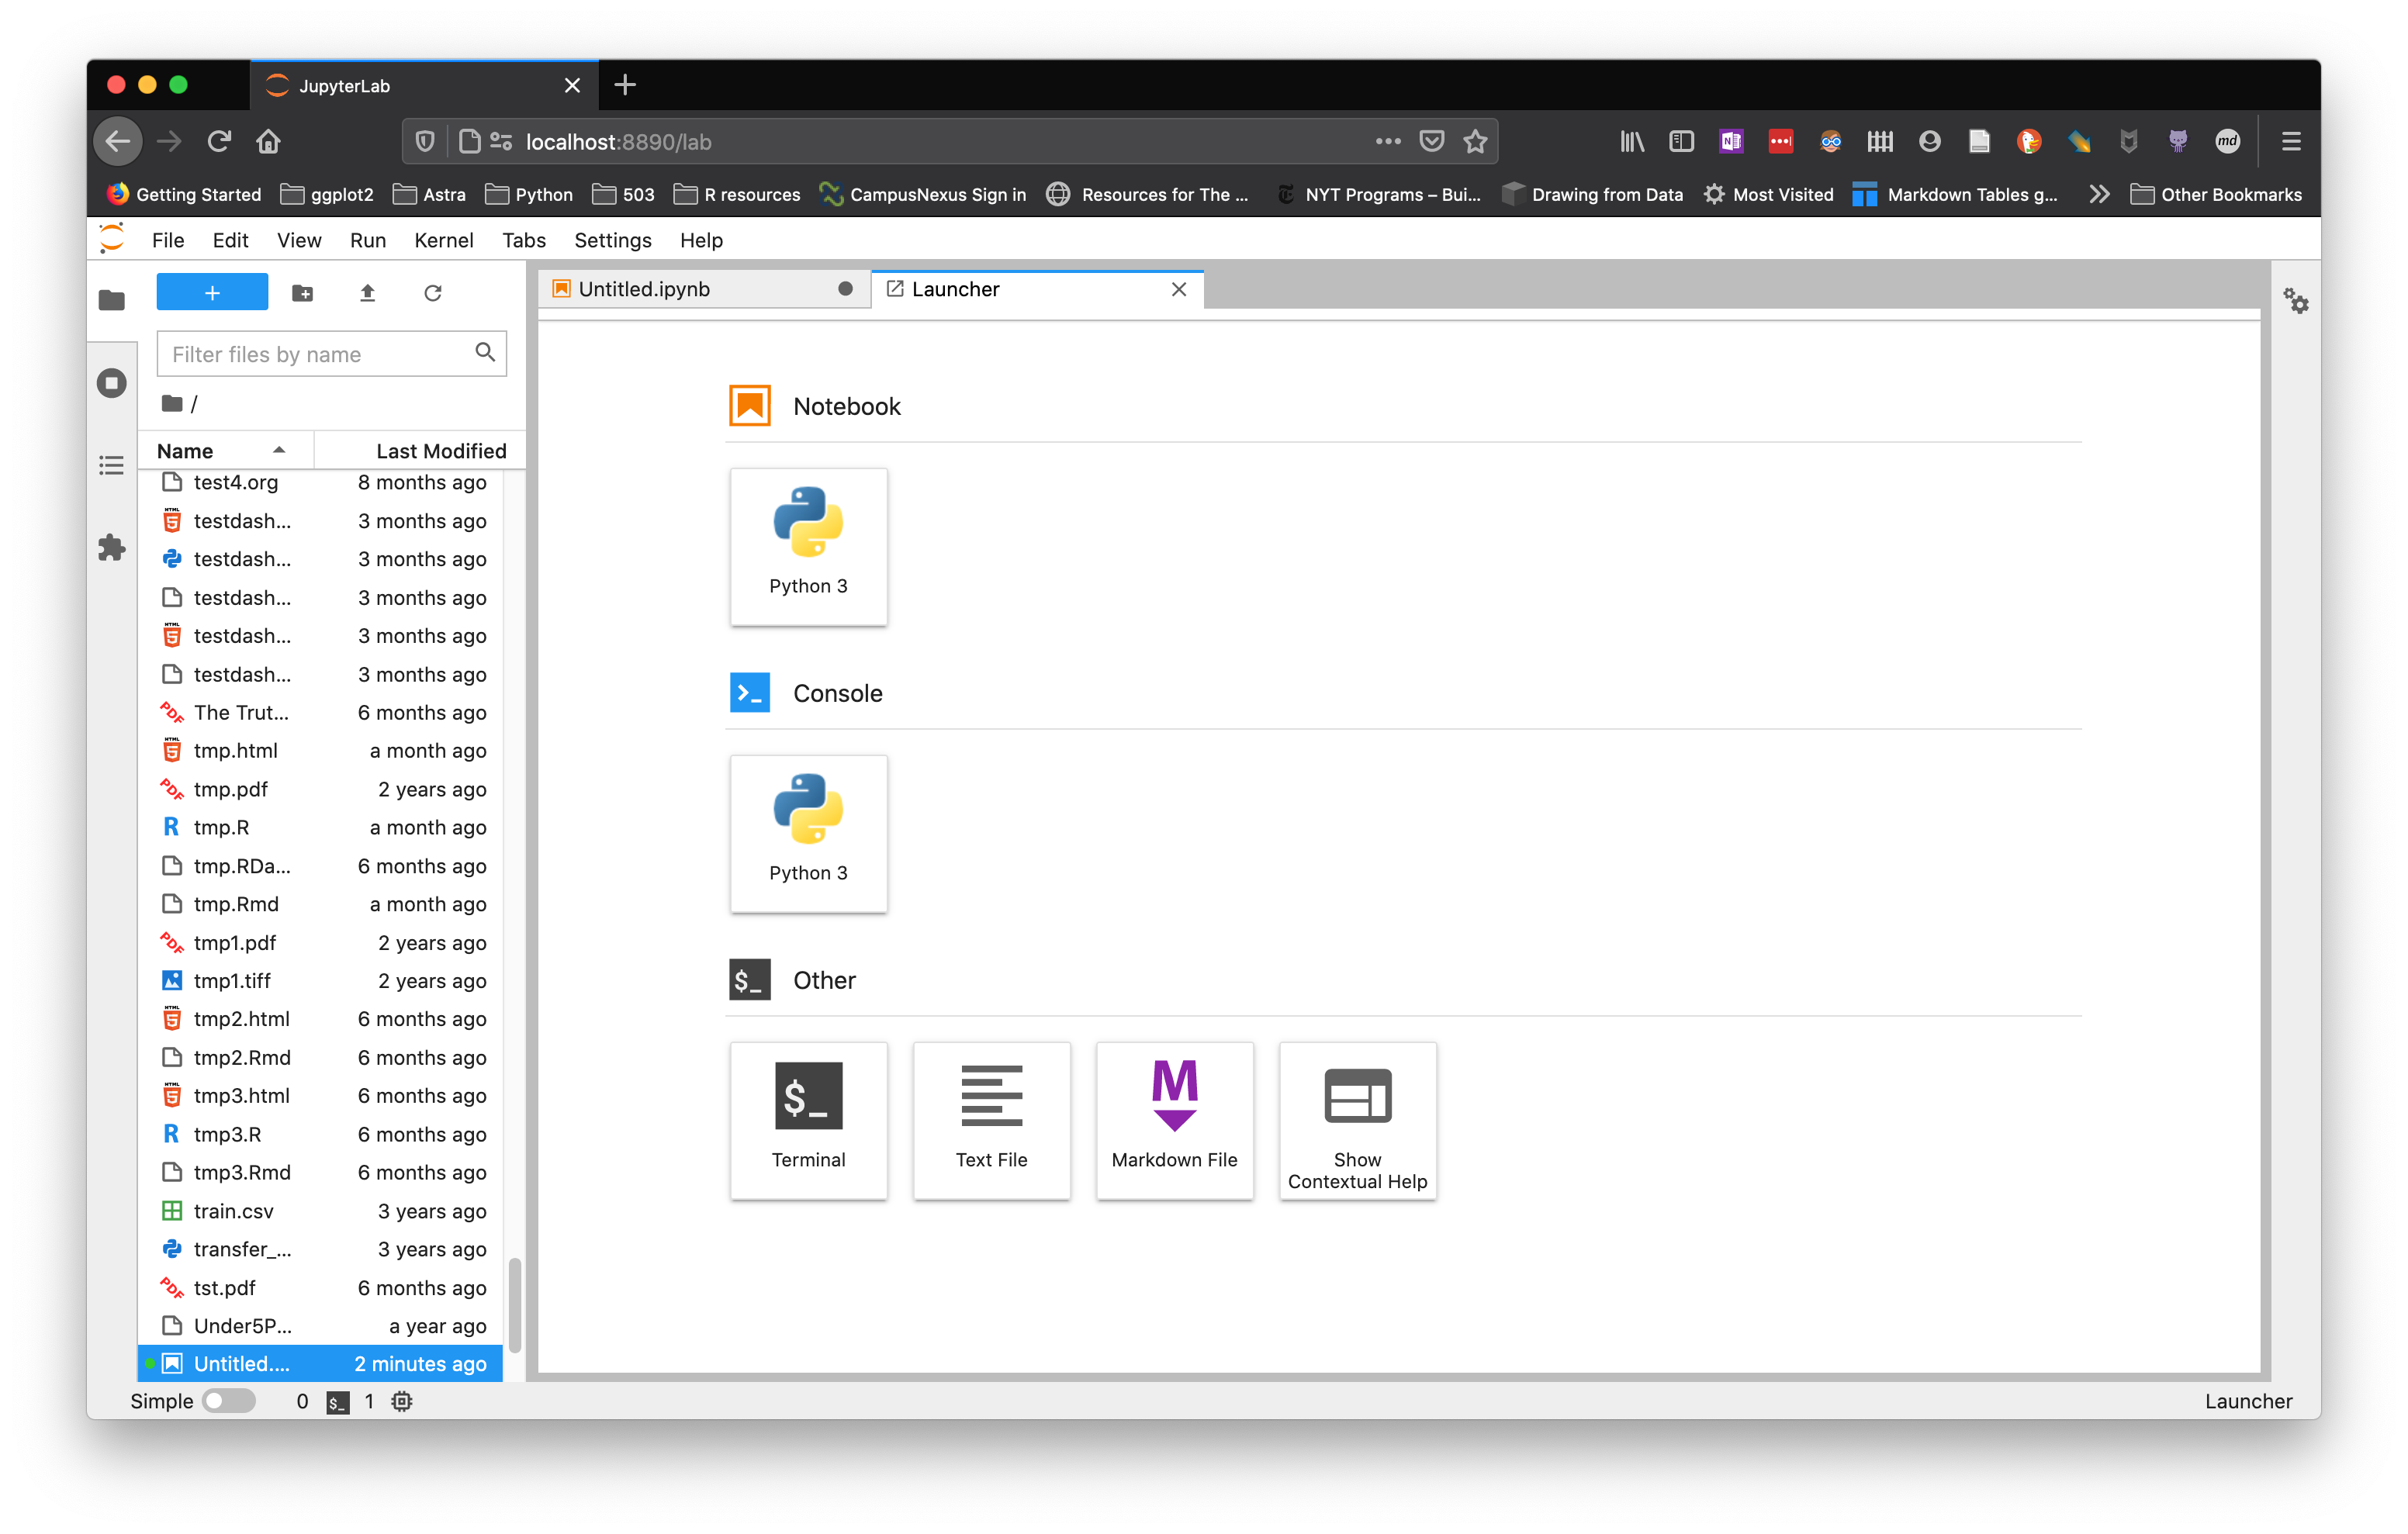 JupyterLab
localhost:8890/lab
md
Getting Started ggplot2 Astra Python 503 R resources CampusNexus Sign in Resources for The ... NYT Programs – Bui... Drawing from Data Most Visited Markdown Tables g... Other Bookmarks
File Edit View Run Kernel Tabs Settings Help
Untitled.ipynb
Launcher
Filter files by name
/
Name Last Modified
test4.org 8 months ago
testdash... 3 months ago
testdash... 3 months ago
testdash... 3 months ago
testdash... 3 months ago
testdash... 3 months ago
The Trut... 6 months ago
tmp.html a month ago
tmp.pdf 2 years ago
tmp.R a month ago
tmp.RDa... 6 months ago
tmp.Rmd a month ago
tmp1.pdf 2 years ago
tmp1.tiff 2 years ago
tmp2.html 6 months ago
tmp2.Rmd 6 months ago
tmp3.html 6 months ago
tmp3.R 6 months ago
tmp3.Rmd 6 months ago
train.csv 3 years ago
transfer_... 3 years ago
tst.pdf 6 months ago
Under5P... a year ago
Untitled.... 2 minutes ago
Notebook
Python 3
Console
Python 3
$_ Other
$_
Terminal
Text File
Markdown File
Show
Contextual Help
Simple 0 $_ 1
Launcher